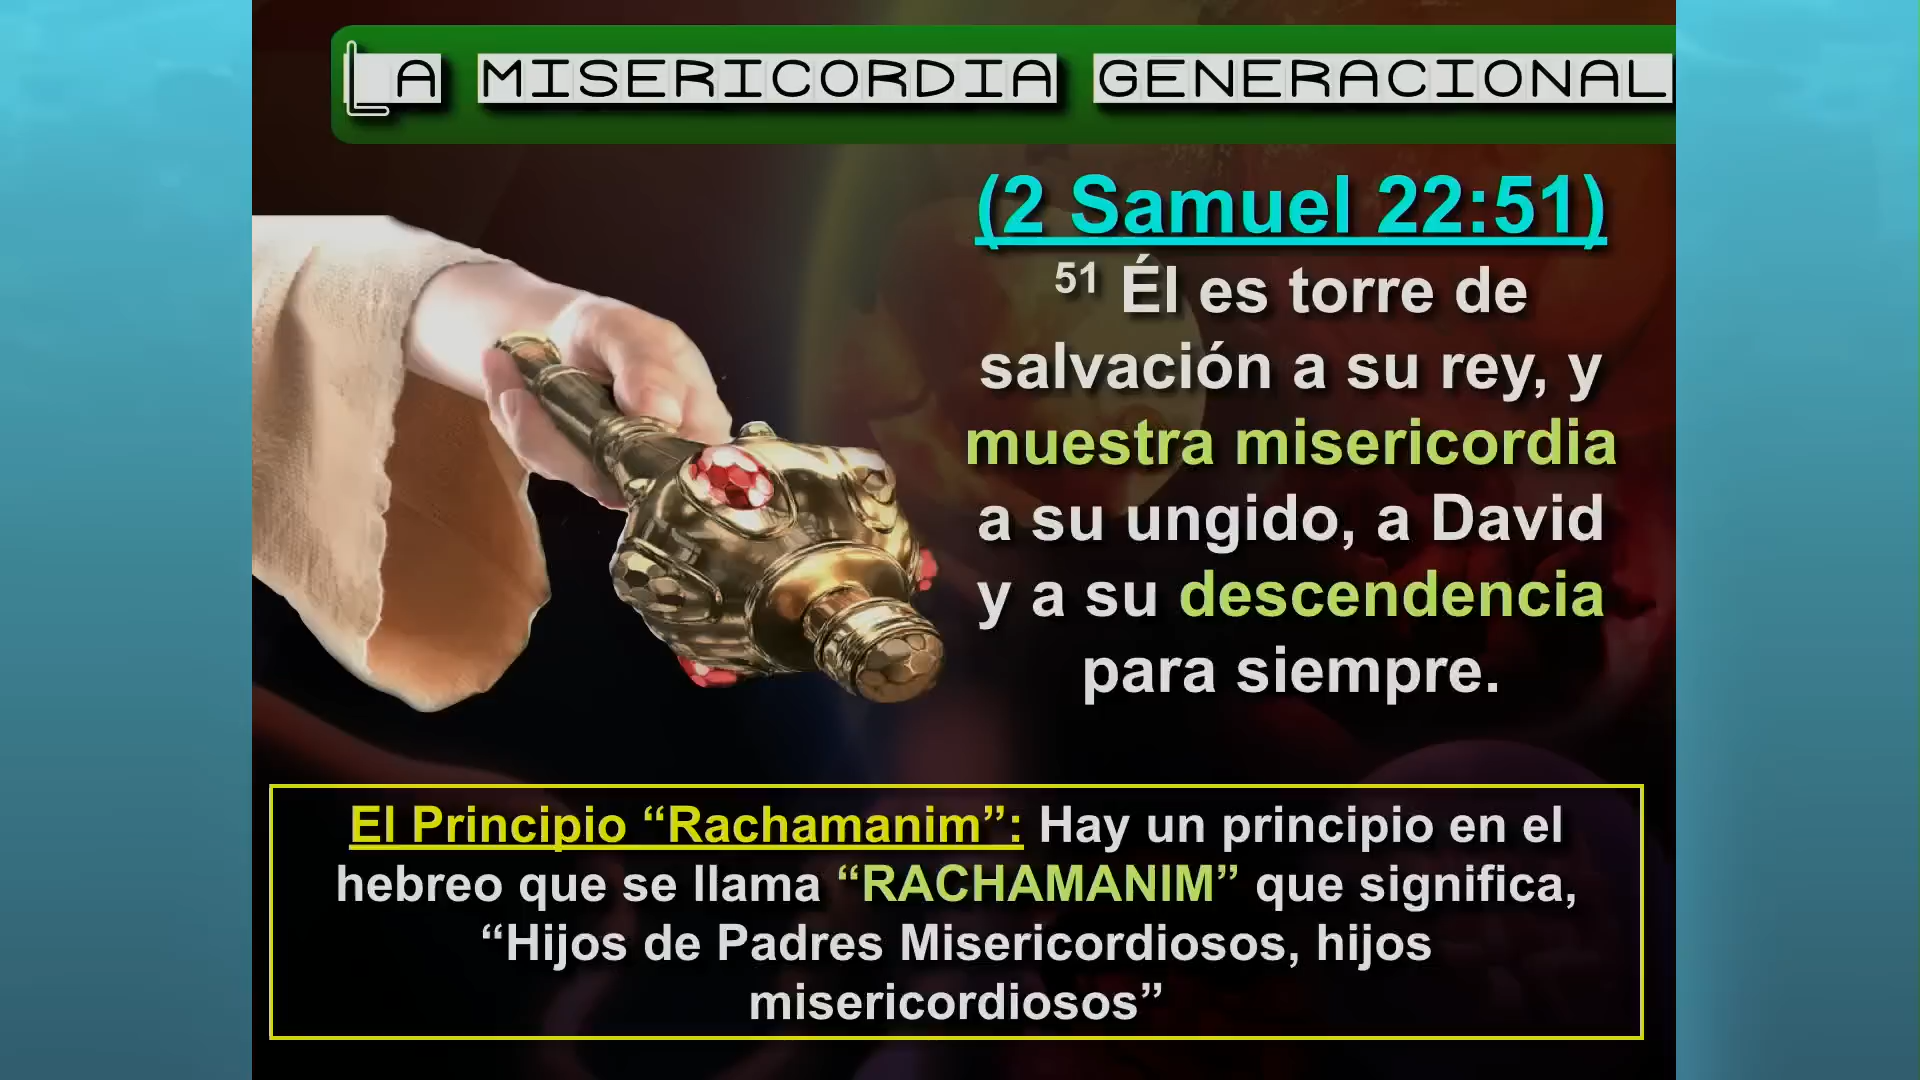 LA MISERICORDIA GENERACIONAL
(2 Samuel 22:51)
51 Él es torre de
salvación a su rey, y
muestra misericordia
a su ungido, a David
y a su descendencia
para siempre.
El Principio “Rachamanim”: Hay un principio en el
hebreo que se llama “RACHAMANIM” que significa,
“Hijos de Padres Misericordiosos, hijos
misericordiosos”